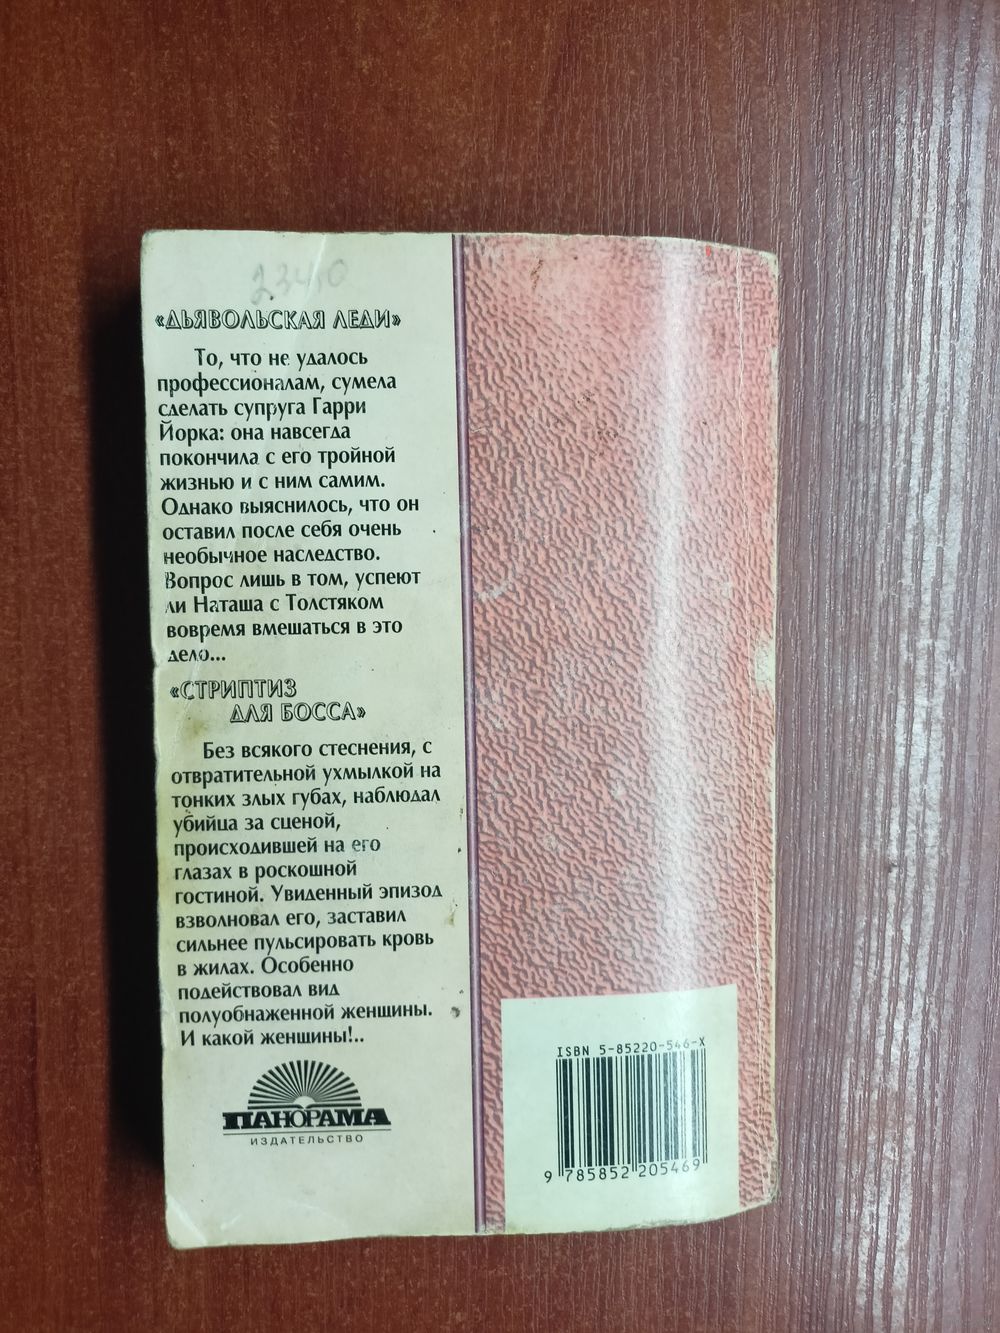 2340
«ДЬЯВОЛЬСКАЯ ЛЕДИ»
То, что не удалось
профессионалам, сумела
сделать супруга Гарри
Йорка: она навсегда
покончила с его тройной
жизнью и с ним самим.
Однако выяснилось, что он
оставил после себя очень
необычное наследство.
Вопрос лишь в том, успеют
ли Наташа с Толстяком
вовремя вмешаться в это
дело...
«СТРИПТИЗ
ДЛЯ БОССА»
Без всякого стеснения, с
отвратительной ухмылкой на
тонких злых губах, наблюдал
убийца за сценой,
происходившей на его
глазах в роскошной
гостиной. Увиденный эпизод
взволновал его, заставил
сильнее пульсировать кровь
в жилах. Особенно
подействовал вид
полуобнаженной женщины.
И какой женщины!..
ПАНОРАМА
ИЗДАТЕЛЬСТВО
ISBN 5-85220-546-X
9 785852 205469